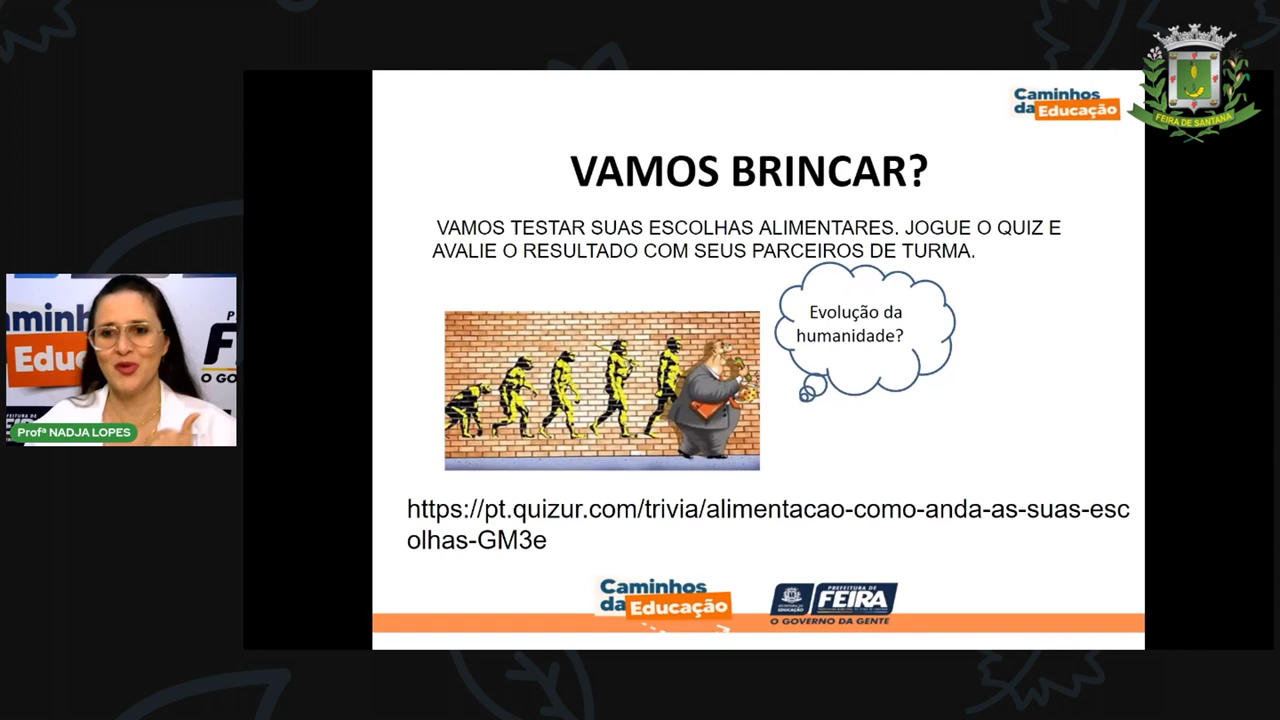 Caminhos
da Educação
FEIRA DE SANTANA
VAMOS BRINCAR?
VAMOS TESTAR SUAS ESCOLHAS ALIMENTARES. JOGUE O QUIZ E
AVALIE O RESULTADO COM SEUS PARCEIROS DE TURMA.
Evolução da
humanidade?
aminh
Educ
O GO
Profª NADJA LOPES
https://pt.quizur.com/trivia/alimentacao-como-anda-as-suas-esc
olhas-GM3e
Caminhos
da Educação
PREFEITURA DE
FEIRA
O GOVERNO DA GENTE